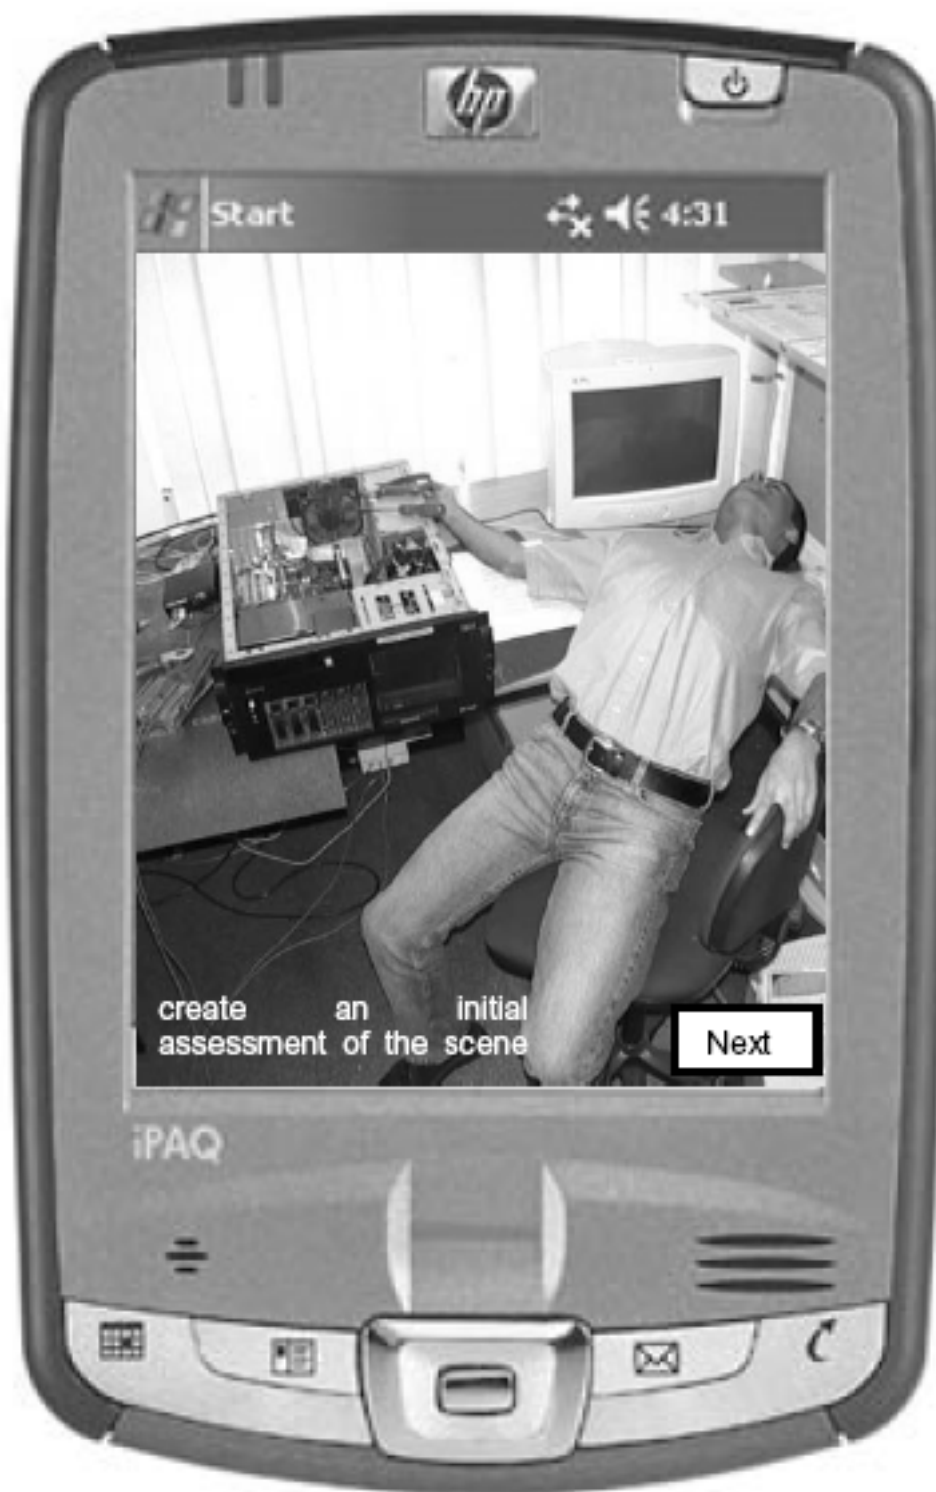 hp
Start 4:31
create an initial
assessment of the scene
Next
iPAQ